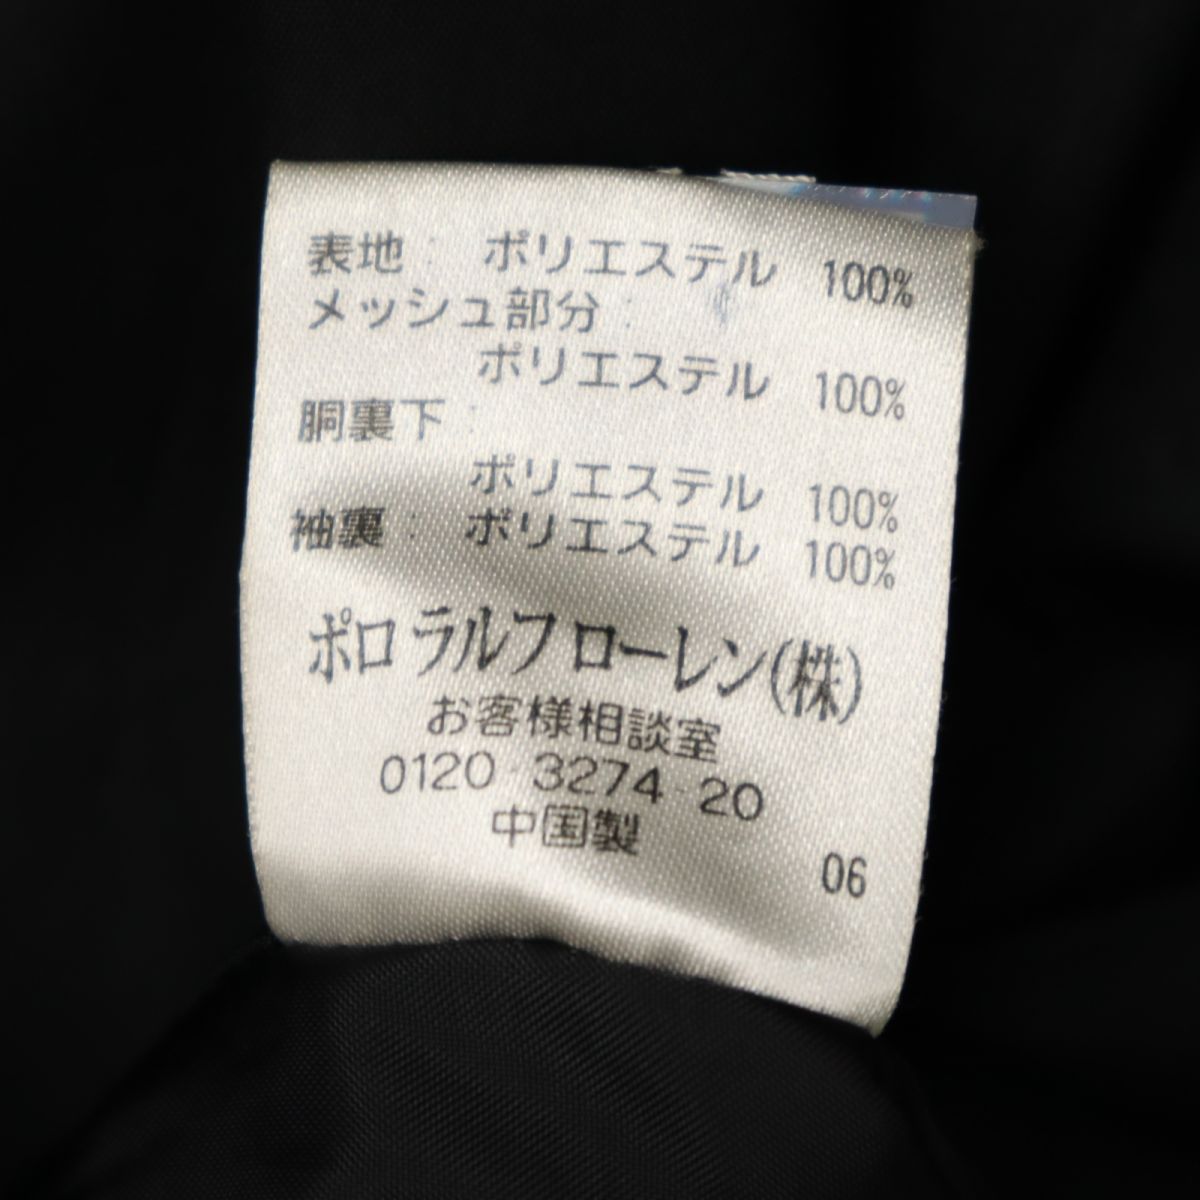 表地: ポリエステル 100%
メッシュ部分:
ポリエステル 100%
胴裏下:
ポリエステル 100%
袖裏: ポリエステル 100%
ポロ ラルフ ローレン(株)
お客様相談室
0120-3274-20
中国製
06